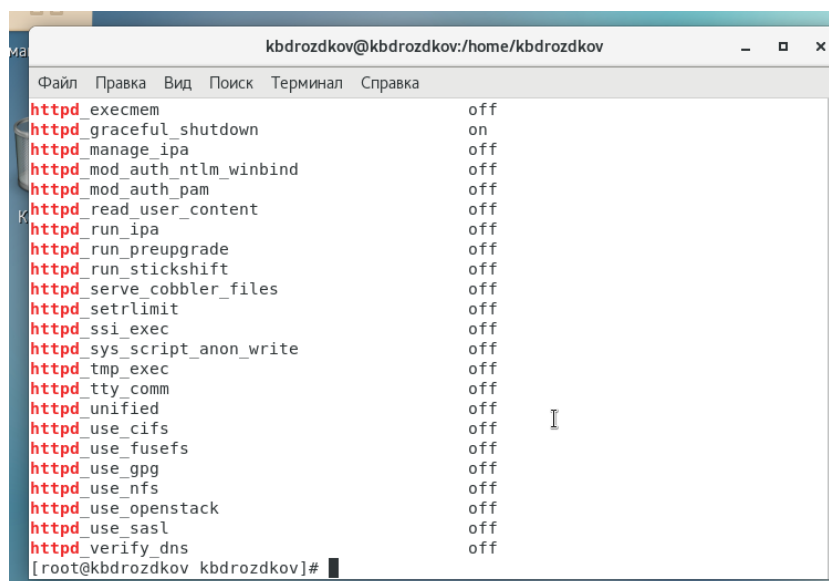 kbdrozdkov@kbdrozdkov:/home/kbdrozdkov
Файл Правка Вид Поиск Терминал Справка
httpd_execmem off
httpd_graceful_shutdown on
httpd_manage_ipa off
httpd_mod_auth_ntlm_winbind off
httpd_mod_auth_pam off
httpd_read_user_content off
httpd_run_ipa off
httpd_run_preupgrade off
httpd_run_stickshift off
httpd_serve_cobbler_files off
httpd_setrlimit off
httpd_ssi_exec off
httpd_sys_script_anon_write off
httpd_tmp_exec off
httpd_tty_comm off
httpd_unified off
httpd_use_cifs off
httpd_use_fusefs off
httpd_use_gpg off
httpd_use_nfs off
httpd_use_openstack off
httpd_use_sasl off
httpd_verify_dns off
[root@kbdrozdkov kbdrozdkov]#